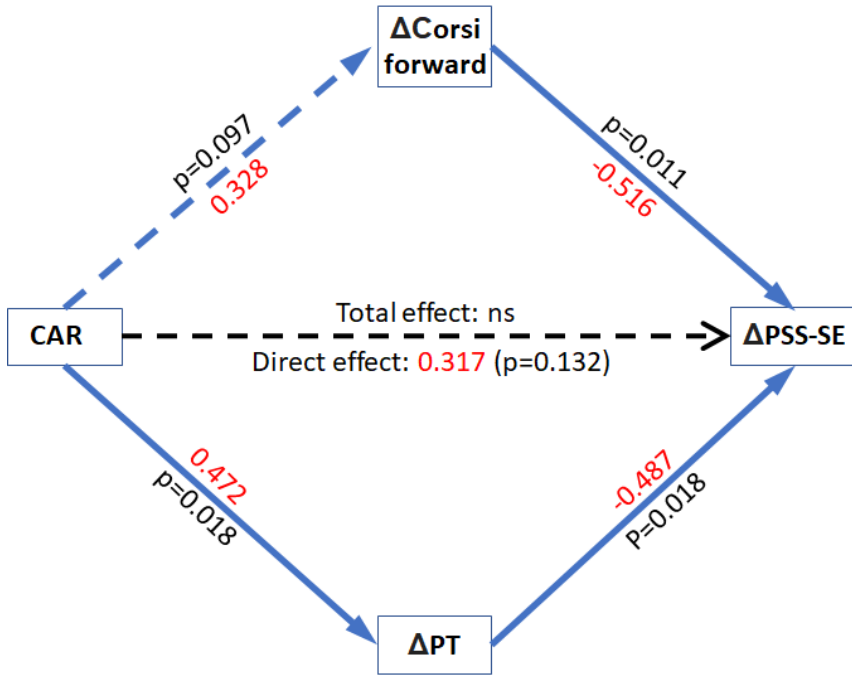 ΔCorsi
forward
p=0.097
0.328
p=0.011
-0.516
CAR
Total effect: ns
Direct effect: 0.317 (p=0.132)
ΔPSS-SE
0.472
p=0.018
-0.487
P=0.018
ΔPT